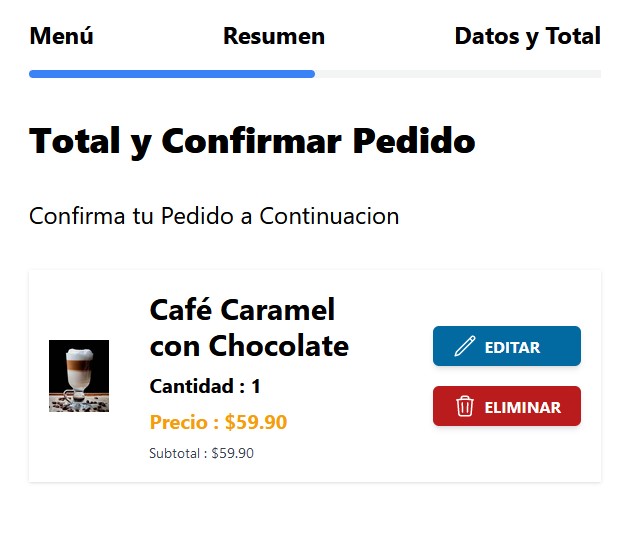 Menú Resumen Datos y Total
Total y Confirmar Pedido
Confirma tu Pedido a Continuacion
Café Caramel
con Chocolate
Cantidad : 1
Precio : $59.90
Subtotal : $59.90
EDITAR
ELIMINAR